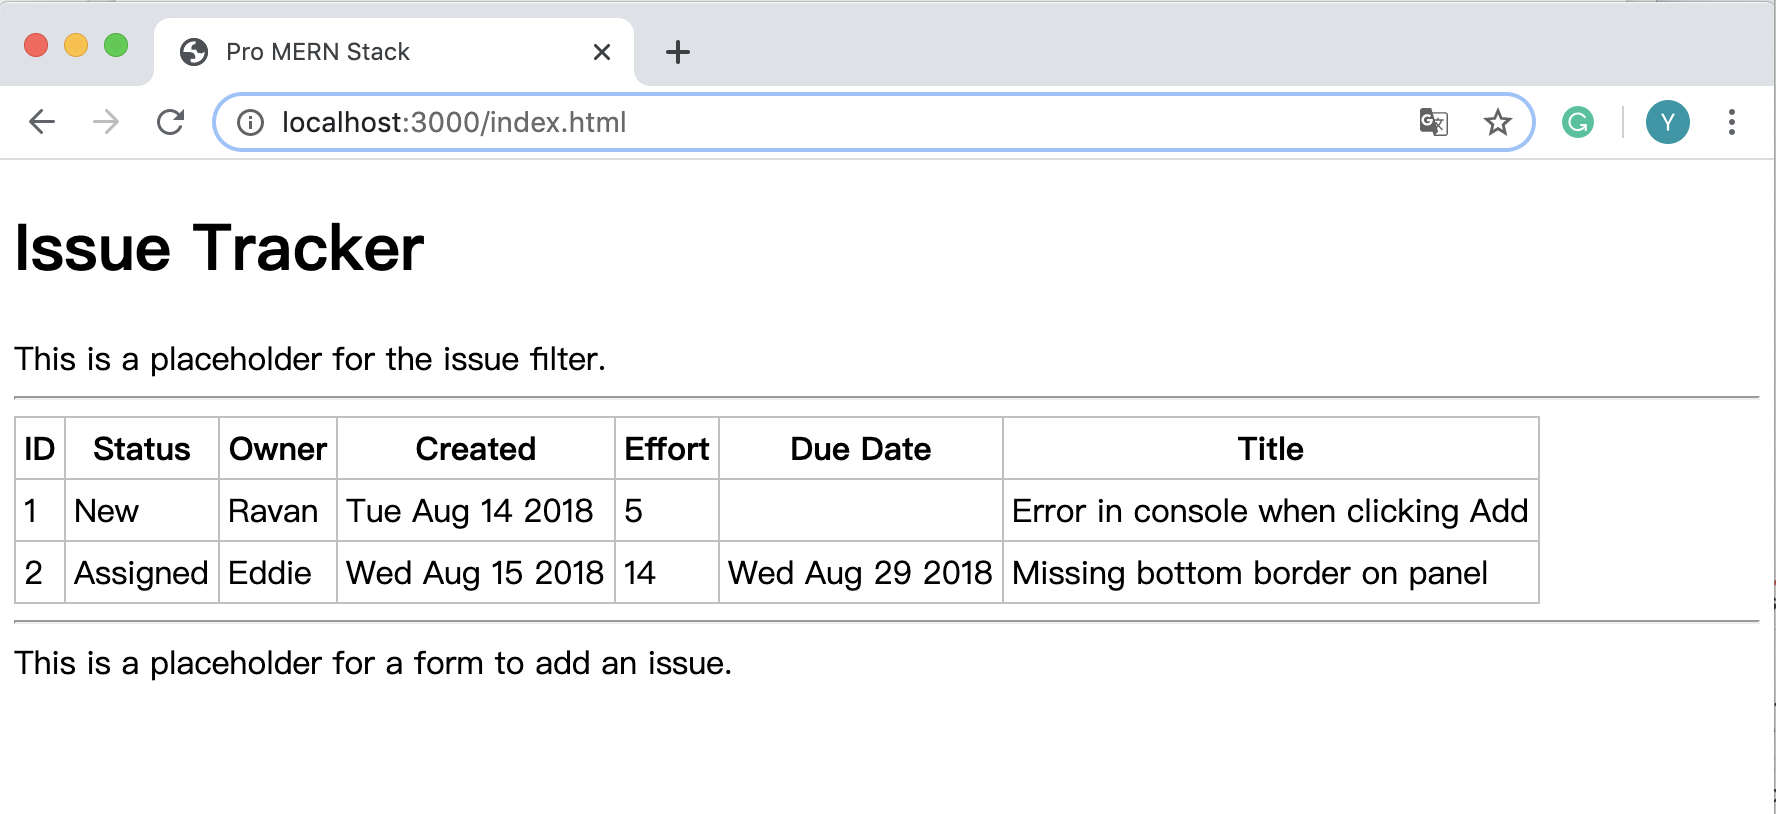 Pro MERN Stack
localhost:3000/index.html
Y
Issue Tracker
This is a placeholder for the issue filter.
ID Status Owner Created Effort Due Date Title
1 New Ravan Tue Aug 14 2018 5 Error in console when clicking Add
2 Assigned Eddie Wed Aug 15 2018 14 Wed Aug 29 2018 Missing bottom border on panel
This is a placeholder for a form to add an issue.